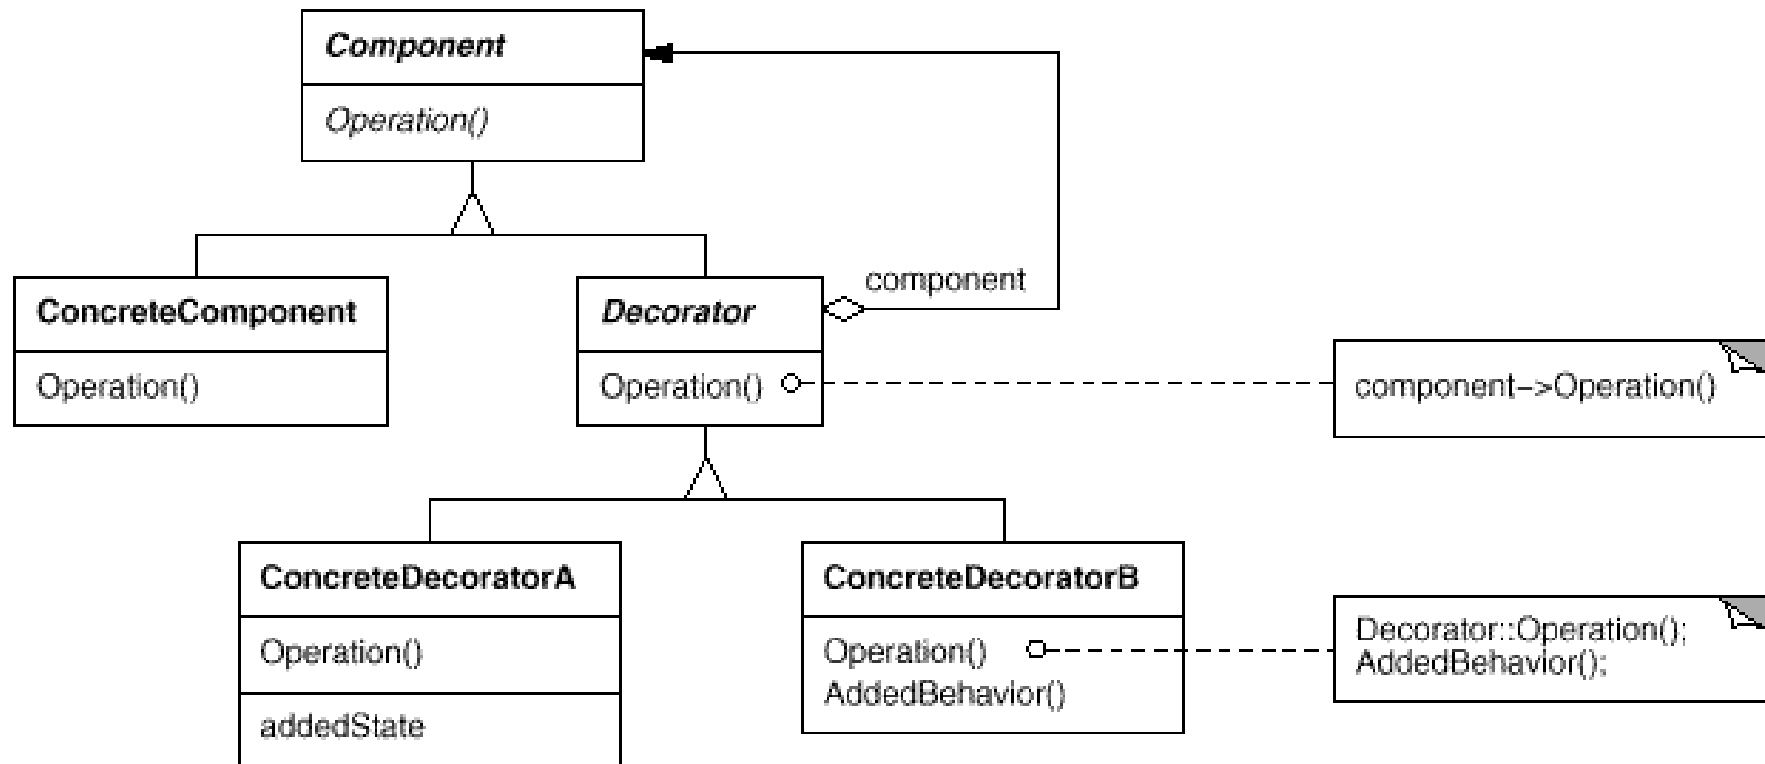 Component
Operation()
component
ConcreteComponent
Operation()
Decorator
Operation()
component->Operation()
ConcreteDecoratorA
Operation()
addedState
ConcreteDecoratorB
Operation()
AddedBehavior()
Decorator::Operation();
AddedBehavior();